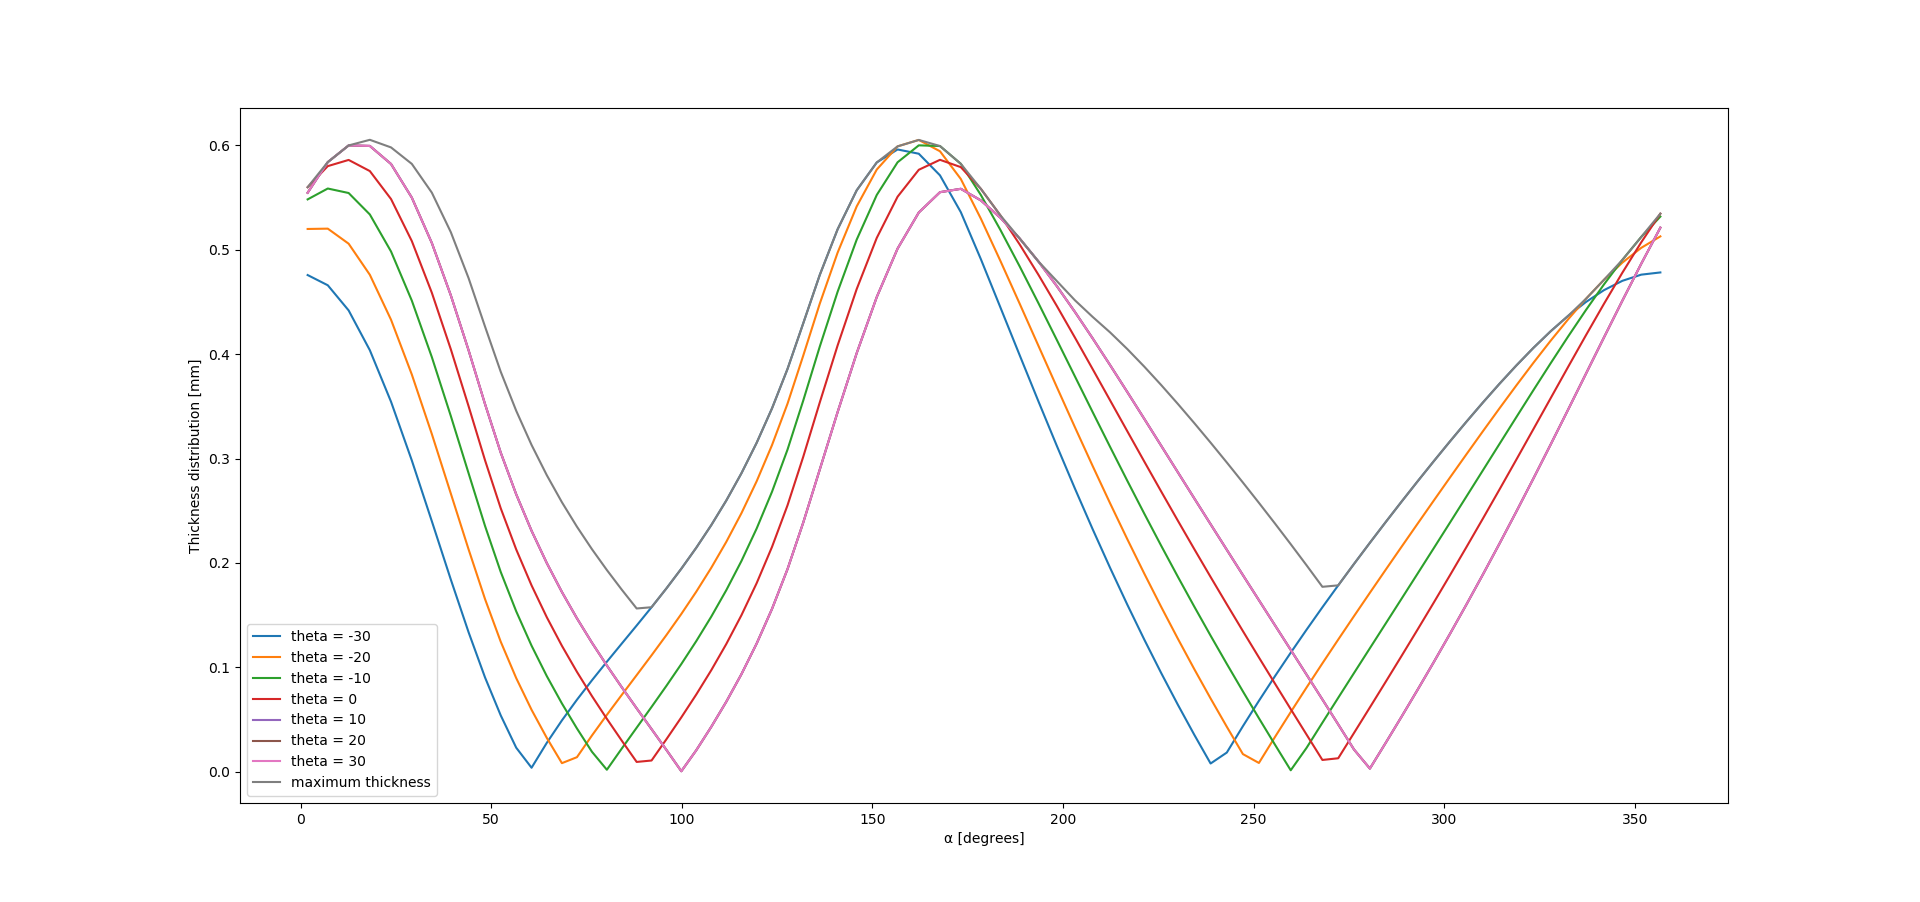 0.6
0.5
0.4
0.3
0.2
0.1
0.0
Thickness distribution [mm]
theta = -30
theta = -20
theta = -10
theta = 0
theta = 10
theta = 20
theta = 30
maximum thickness
0 50 100 150 200 250 300 350
α [degrees]